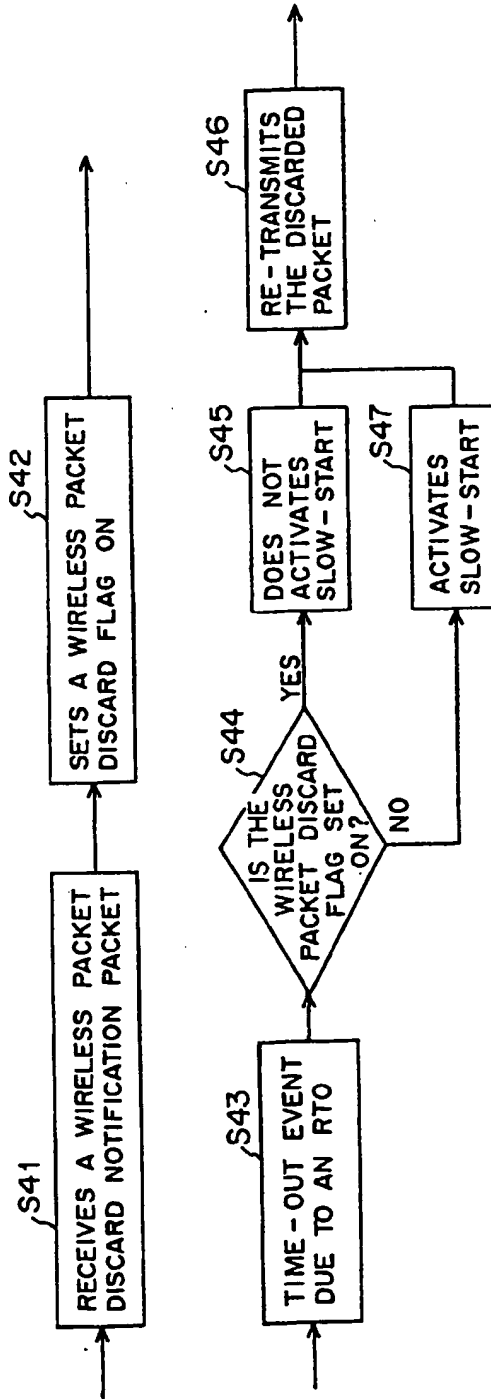 S41
RECEIVES A WIRELESS PACKET
DISCARD NOTIFICATION PACKET
S42
SETS A WIRELESS PACKET
DISCARD FLAG ON
S43
TIME-OUT EVENT
DUE TO AN RTO
S44
IS THE
WIRELESS
PACKET DISCARD
FLAG SET
ON?
YES
NO
S45
DOES NOT
ACTIVATES
SLOW-START
S47
ACTIVATES
SLOW-START
S46
RE-TRANSMITS
THE DISCARDED
PACKET